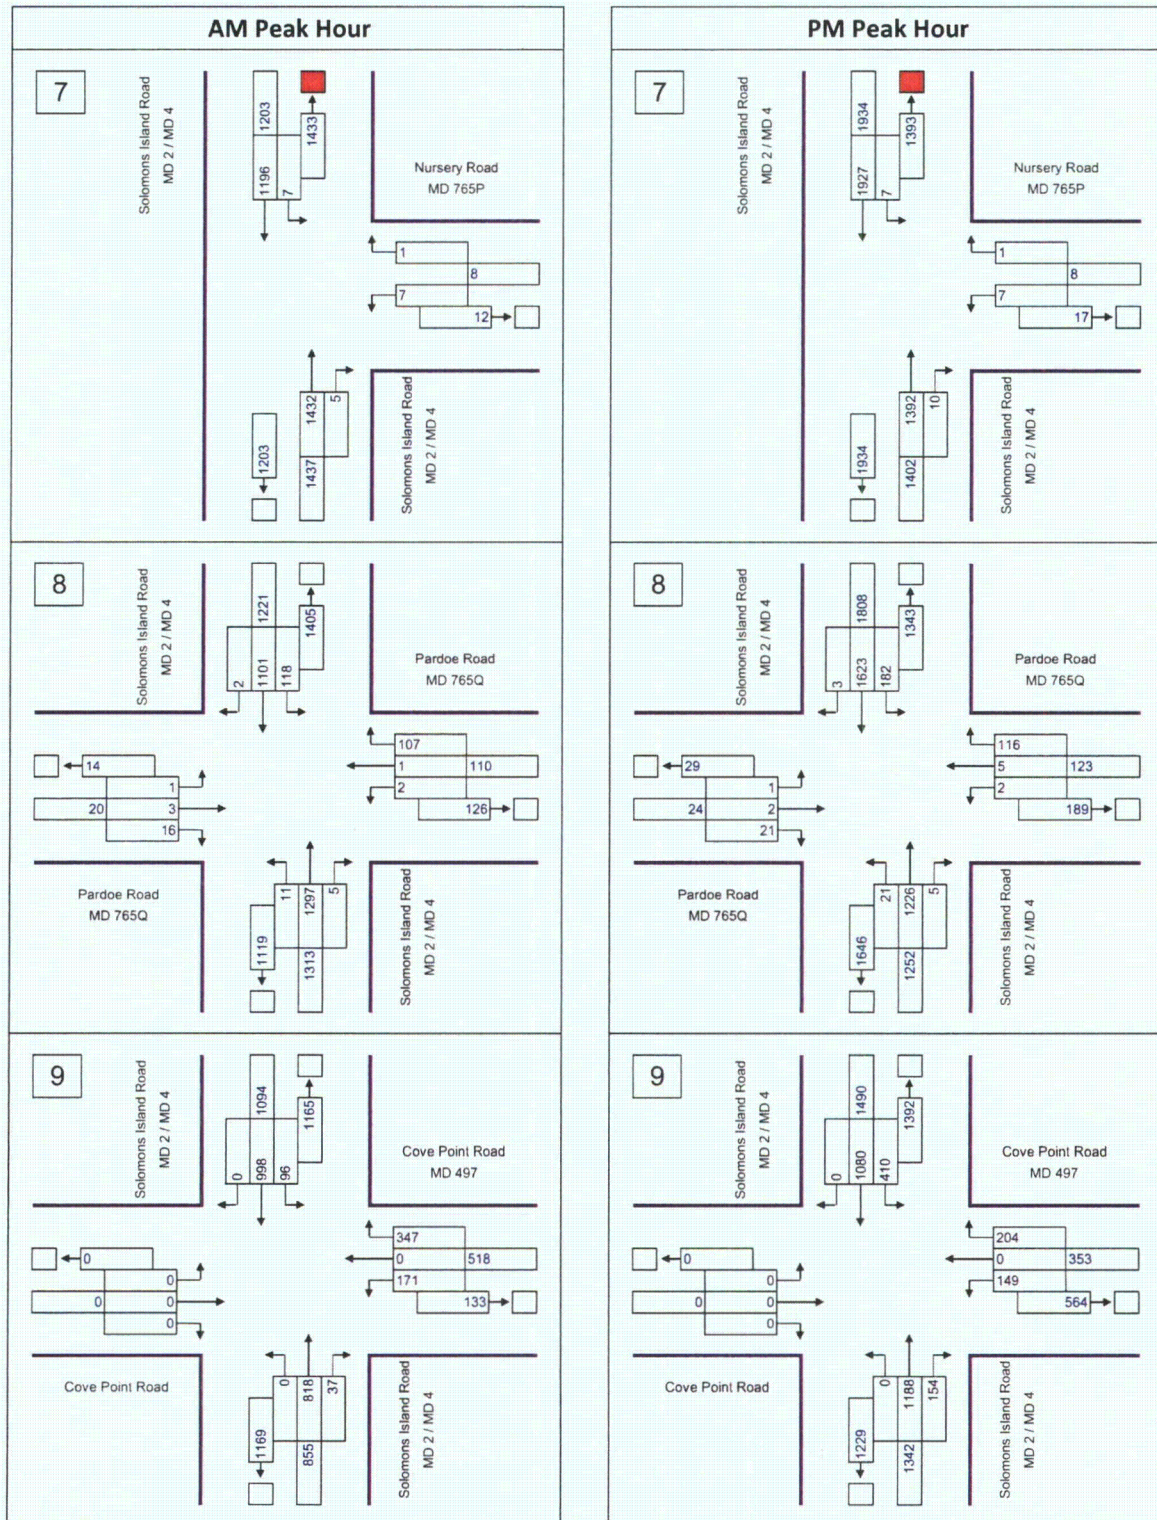 AM Peak Hour
7
Solomons Island Road
MD 2 / MD 4
1203
1196
7
1433
Nursery Road
MD 765P
1
8
7
12
1432
5
1203
1437
Solomons Island Road
MD 2 / MD 4
8
Solomons Island Road
MD 2 / MD 4
1221
2
1101
118
1405
Pardoe Road
MD 765Q
14
1
20
3
16
107
1
110
2
126
Pardoe Road
MD 765Q
11
1297
5
1119
1313
Solomons Island Road
MD 2 / MD 4
9
Solomons Island Road
MD 2 / MD 4
1094
0
998
96
1165
Cove Point Road
MD 497
0
0
0
0
0
347
0
518
171
133
Cove Point Road
0
818
37
1169
855
Solomons Island Road
MD 2 / MD 4
PM Peak Hour
7
Solomons Island Road
MD 2 / MD 4
1934
1927
7
1393
Nursery Road
MD 765P
1
8
7
17
1392
10
1934
1402
Solomons Island Road
MD 2 / MD 4
8
Solomons Island Road
MD 2 / MD 4
1808
3
1623
182
1343
Pardoe Road
MD 765Q
29
1
24
2
21
116
5
123
2
189
Pardoe Road
MD 765Q
21
1226
5
1646
1252
Solomons Island Road
MD 2 / MD 4
9
Solomons Island Road
MD 2 / MD 4
1490
0
1080
410
1392
Cove Point Road
MD 497
0
0
0
0
0
204
0
353
149
564
Cove Point Road
0
1188
154
1229
1342
Solomons Island Road
MD 2 / MD 4